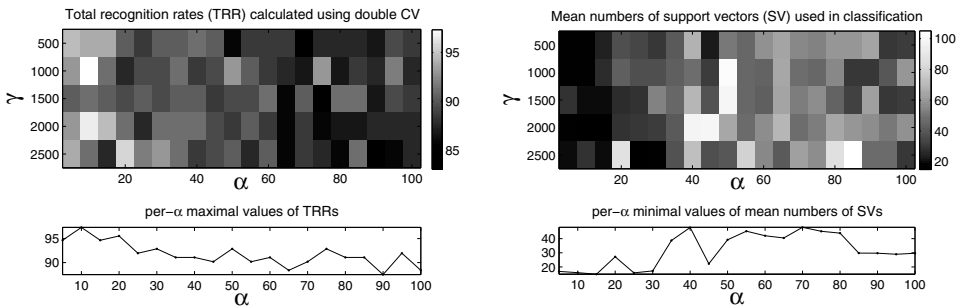 Total recognition rates (TRR) calculated using double CV
500
1000
1500
2000
2500
γ
20 40 60 80 100
α
95
90
85
Mean numbers of support vectors (SV) used in classification
500
1000
1500
2000
2500
γ
20 40 60 80 100
α
100
80
60
40
20
per-α maximal values of TRRs
95
90
10 20 30 40 50 60 70 80 90 100
α
per-α minimal values of mean numbers of SVs
40
30
20
10 20 30 40 50 60 70 80 90 100
α